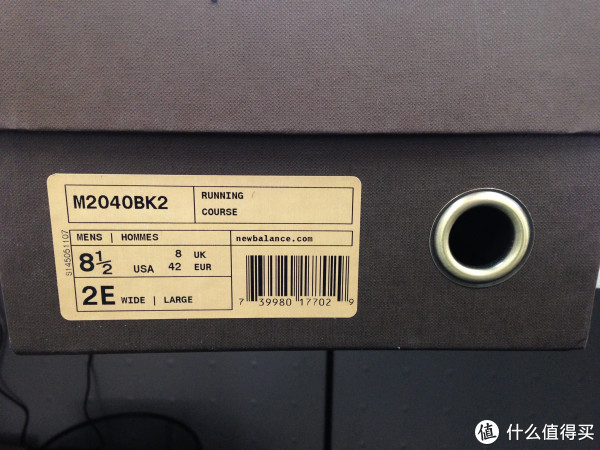 M2040BK2
RUNNING
COURSE
MENS | HOMMES
newbalance.com
8½ USA
8 UK
42 EUR
2E WIDE | LARGE
7 39980 17702 9
S145051107
值 什么值得买